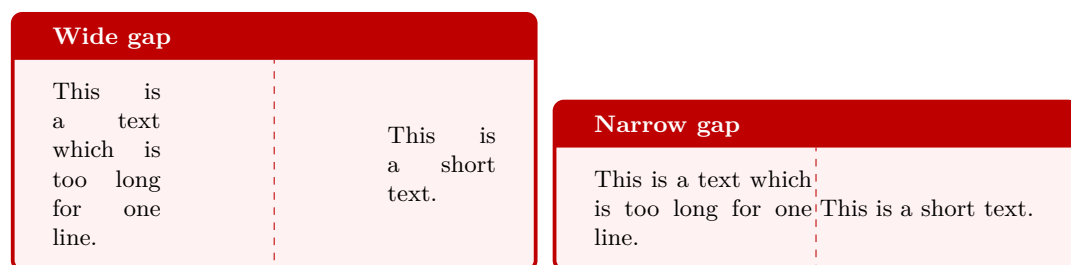 Wide gap
This is
a text
which is
too long
for one
line.
This is
a short
text.
Narrow gap
This is a text which
is too long for one
line.
This is a short text.